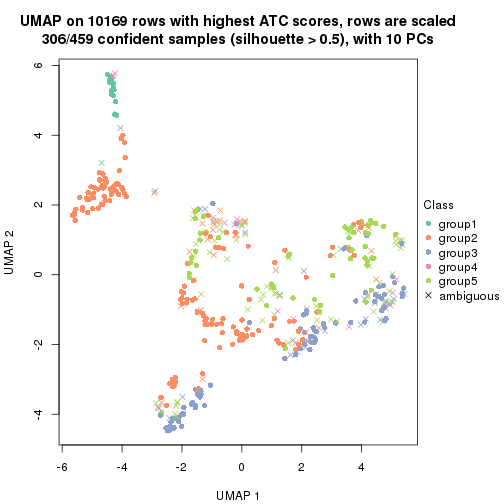 UMAP on 10169 rows with highest ATC scores, rows are scaled
306/459 confident samples (silhouette > 0.5), with 10 PCs
6
4
2
0
-2
-4
UMAP 2
-6
-4
-2
0
2
4
UMAP 1
Class
group1
group2
group3
group4
group5
ambiguous